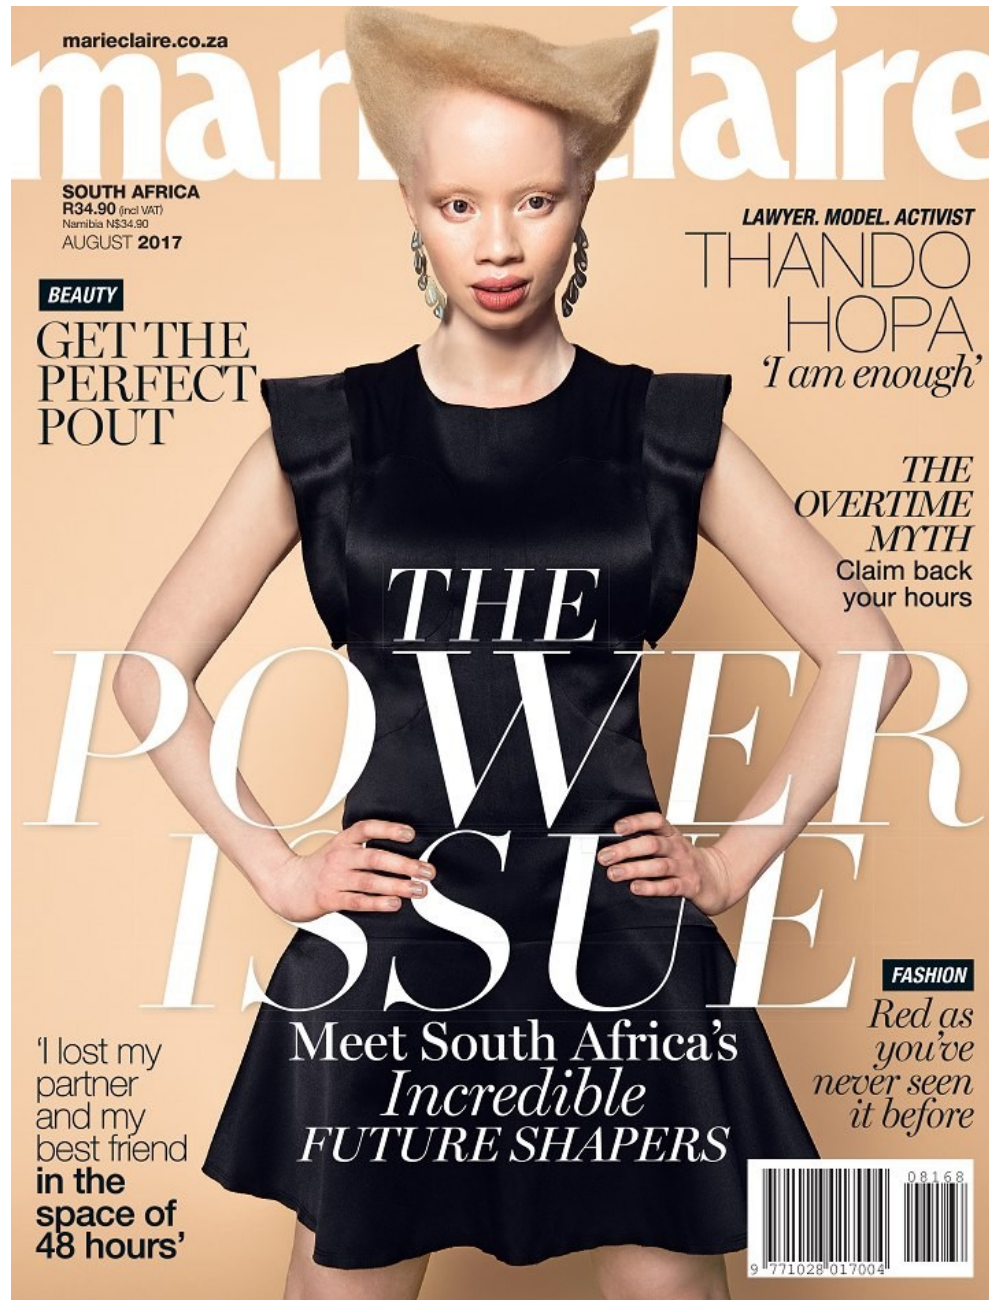 marieclaire.co.za
marie claire
SOUTH AFRICA
R34.90 (incl VAT)
Namibia N$34.90
AUGUST 2017
LAWYER. MODEL. ACTIVIST
THANDO
HOPA
‘I am enough’
BEAUTY
GET THE
PERFECT
POUT
THE
OVERTIME
MYTH
Claim back
your hours
THE
POWER
ISSUE
Meet South Africa’s
Incredible
FUTURE SHAPERS
FASHION
Red as
you’ve
never seen
it before
‘I lost my
partner
and my
best friend
in the
space of
48 hours’
08168
9 771028 017004